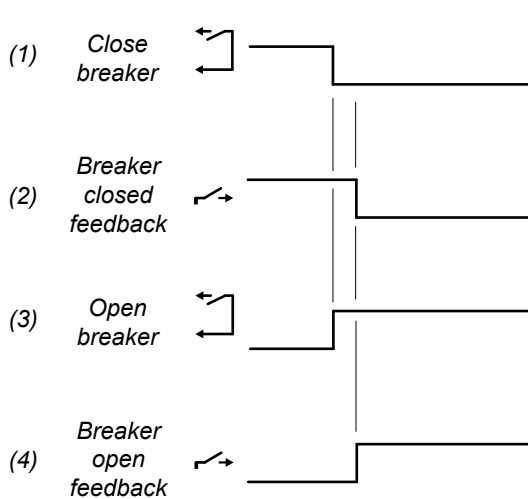 (1) Close
breaker
(2) Breaker
closed
feedback
(3) Open
breaker
(4) Breaker
open
feedback